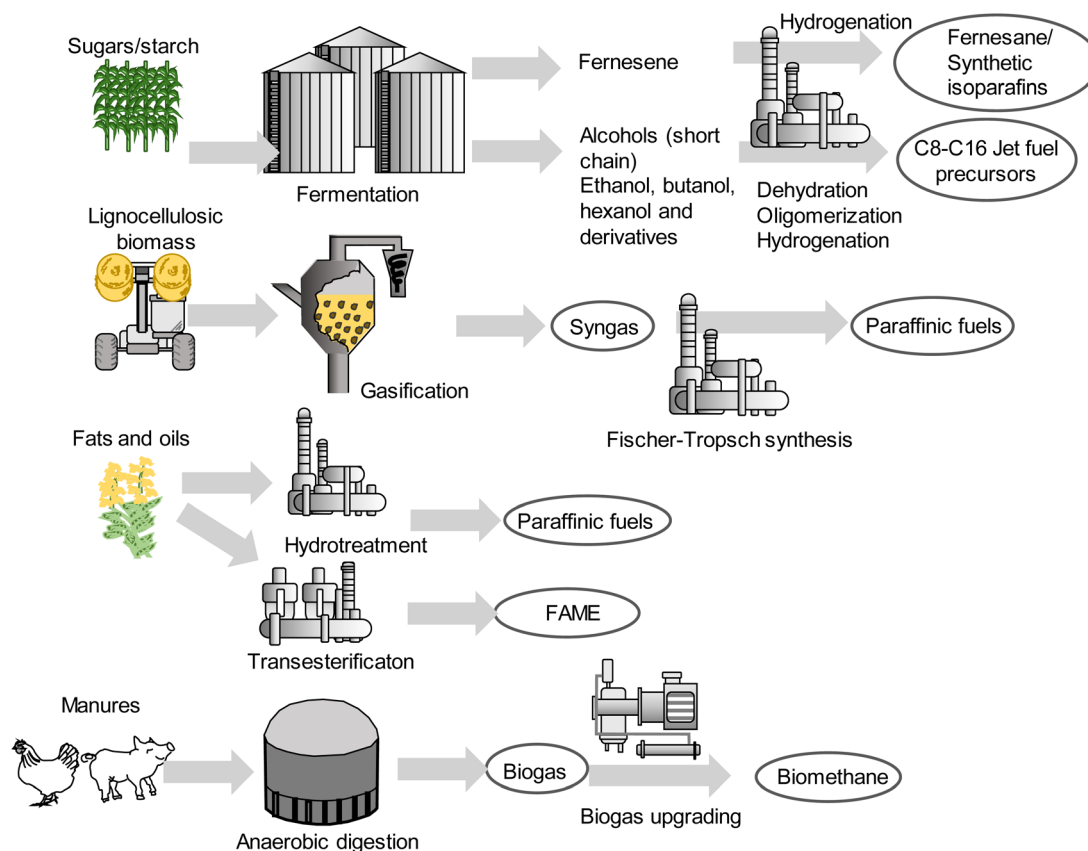 Sugars/starch
Fermentation
Fernesene
Hydrogenation
Fernesane/
Synthetic
isoparafins
Alcohols (short
chain)
Ethanol, butanol,
hexanol and
derivatives
Dehydration
Oligomerization
Hydrogenation
C8-C16 Jet fuel
precursors
Lignocellulosic
biomass
Gasification
Syngas
Fischer-Tropsch synthesis
Paraffinic fuels
Fats and oils
Hydrotreatment
Paraffinic fuels
Transesterificaton
FAME
Manures
Anaerobic digestion
Biogas
Biogas upgrading
Biomethane